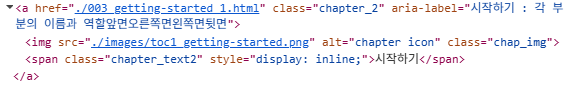 <a href="./003_getting-started_1.html" class="chapter_2" aria-label="시작하기 : 각 부
분의 이름과 역할앞면오른쪽면왼쪽면뒷면">
<img src="./images/toc1_getting-started.png" alt="chapter icon" class="chap_img">
<span class="chapter_text2" style="display: inline;">시작하기</span>
</a>